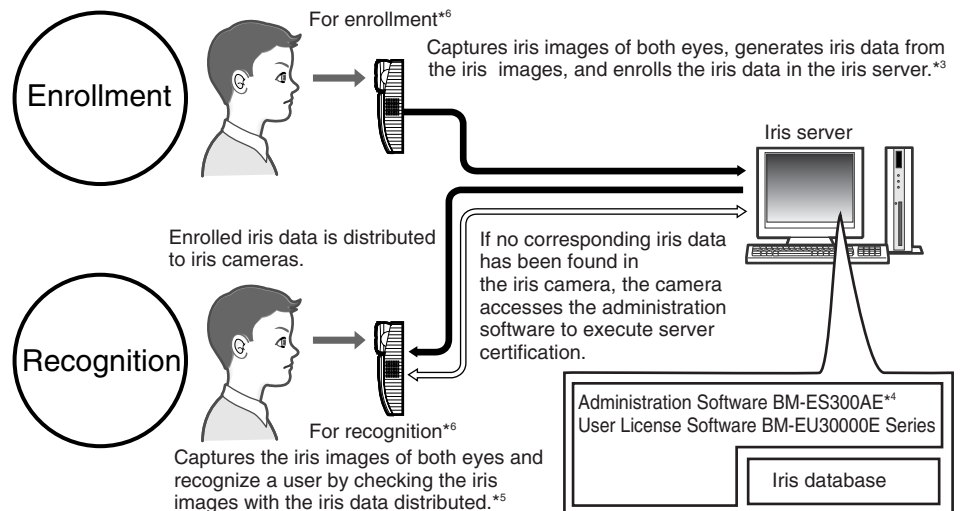 For enrollment*6
Enrollment
Captures iris images of both eyes, generates iris data from
the iris images, and enrolls the iris data in the iris server.*3
Iris server
Enrolled iris data is distributed
to iris cameras.
If no corresponding iris data
has been found in
the iris camera, the camera
accesses the administration
software to execute server
certification.
Recognition
For recognition*6
Captures the iris images of both eyes and
recognize a user by checking the iris
images with the iris data distributed.*5
Administration Software BM-ES300AE*4
User License Software BM-EU30000E Series
Iris database